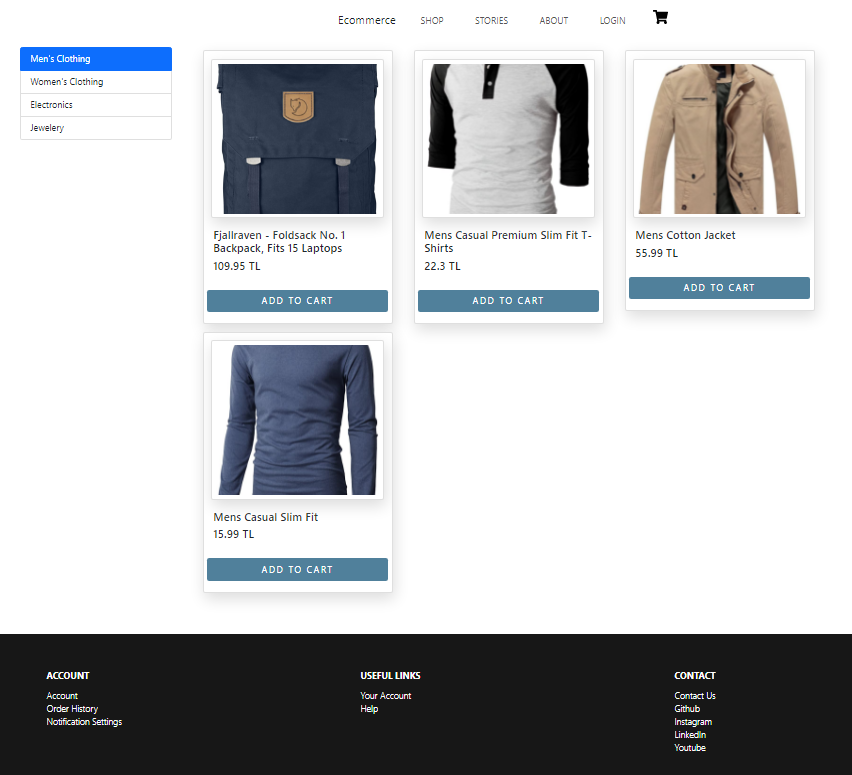 Ecommerce SHOP STORIES ABOUT LOGIN
Men's Clothing
Women's Clothing
Electronics
Jewelery
Fjallraven - Foldsack No. 1
Backpack, Fits 15 Laptops
109.95 TL
ADD TO CART
Mens Casual Premium Slim Fit T-
Shirts
22.3 TL
ADD TO CART
Mens Cotton Jacket
55.99 TL
ADD TO CART
Mens Casual Slim Fit
15.99 TL
ADD TO CART
ACCOUNT
Account
Order History
Notification Settings
USEFUL LINKS
Your Account
Help
CONTACT
Contact Us
Github
Instagram
LinkedIn
Youtube